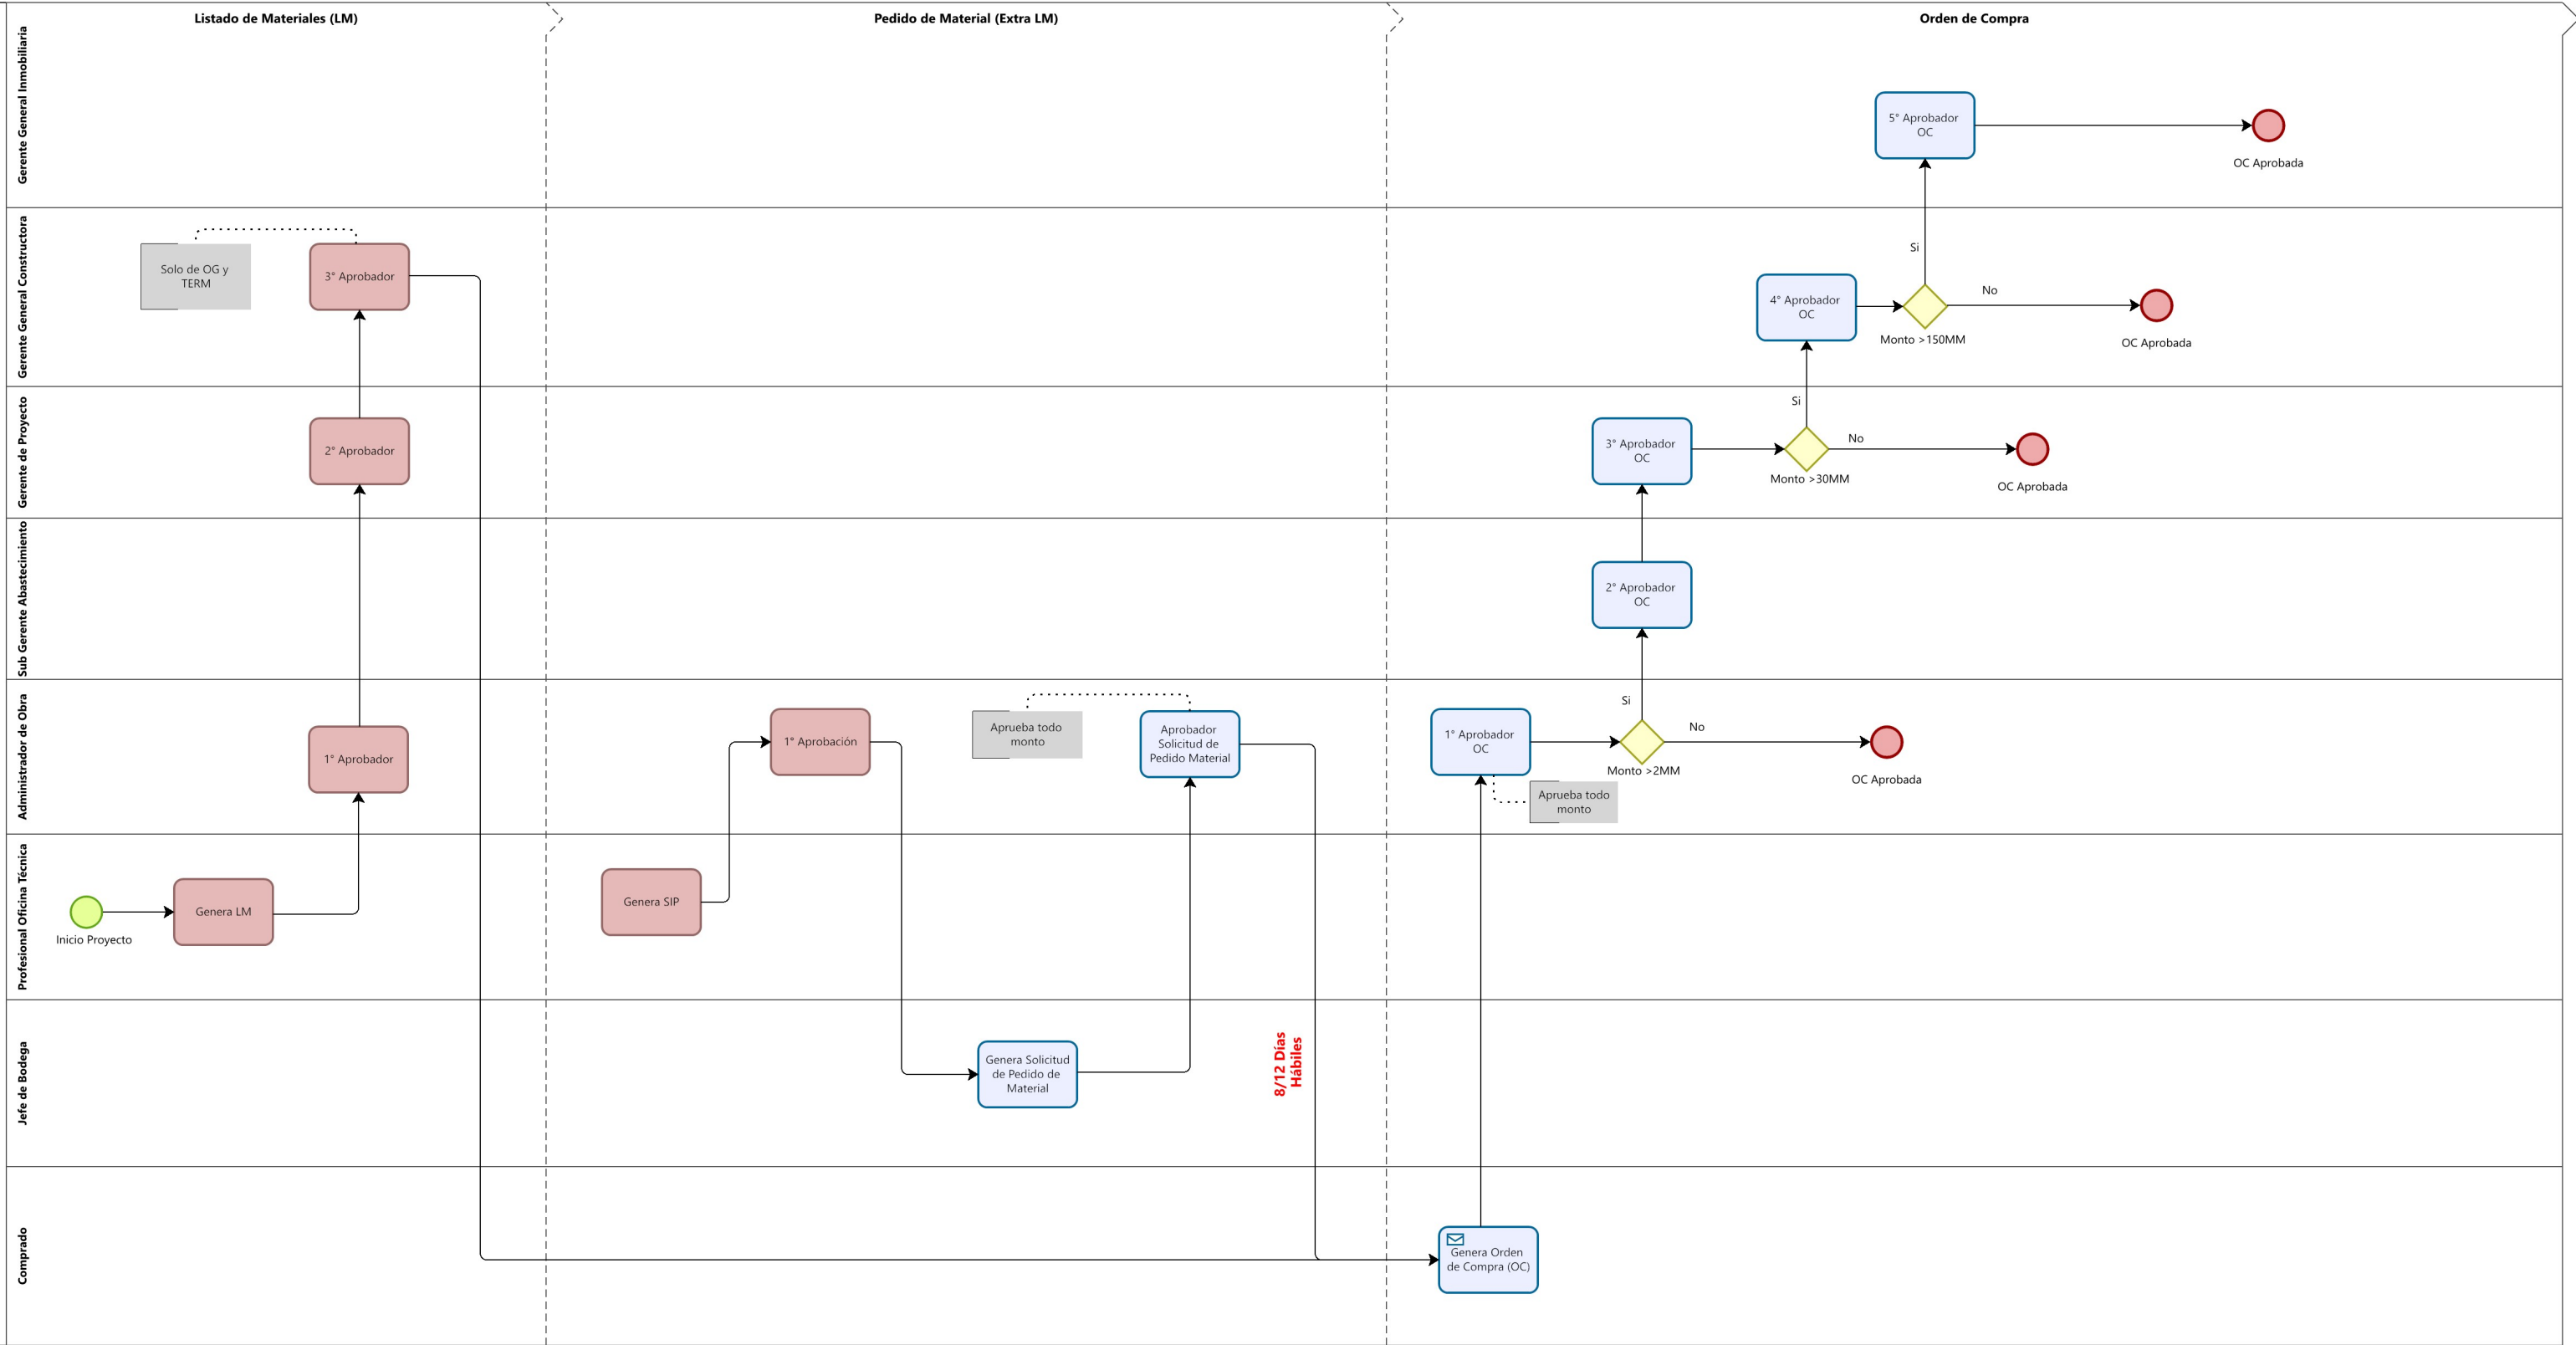 Listado de Materiales (LM)
Pedido de Material (Extra LM)
Orden de Compra
Gerente General Inmobiliaria
5° Aprobador
OC
OC Aprobada
Gerente General Constructora
Solo de OG y
TERM
3° Aprobador
4° Aprobador
OC
Si
Monto >150MM
No
OC Aprobada
Gerente de Proyecto
2° Aprobador
3° Aprobador
OC
Si
Monto >30MM
No
OC Aprobada
Sub Gerente Abastecimiento
2° Aprobador
OC
Administrador de Obra
1° Aprobador
1° Aprobación
Aprueba todo
monto
Aprobador
Solicitud de
Pedido Material
1° Aprobador
OC
Aprueba todo
monto
Si
Monto >2MM
No
OC Aprobada
Profesional Oficina Técnica
Inicio Proyecto
Genera LM
Genera SIP
Jefe de Bodega
Genera Solicitud
de Pedido de
Material
8/12 Días
Hábiles
Comprado
Genera Orden
de Compra (OC)